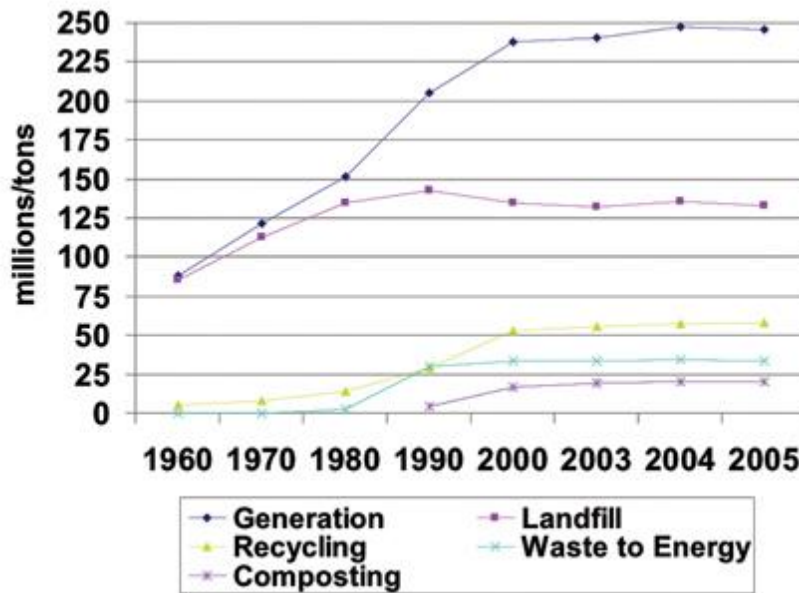 250
225
200
175
150
125
100
75
50
25
0
millions/tons
1960 1970 1980 1990 2000 2003 2004 2005
Generation Landfill
Recycling Waste to Energy
Composting